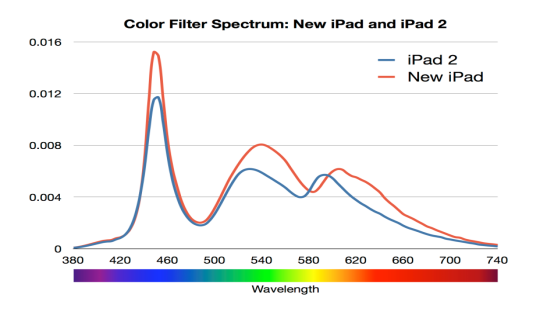 Color Filter Spectrum: New iPad and iPad 2
0.016
0.012
0.008
0.004
0
iPad 2
New iPad
380 420 460 500 540 580 620 660 700 740
Wavelength